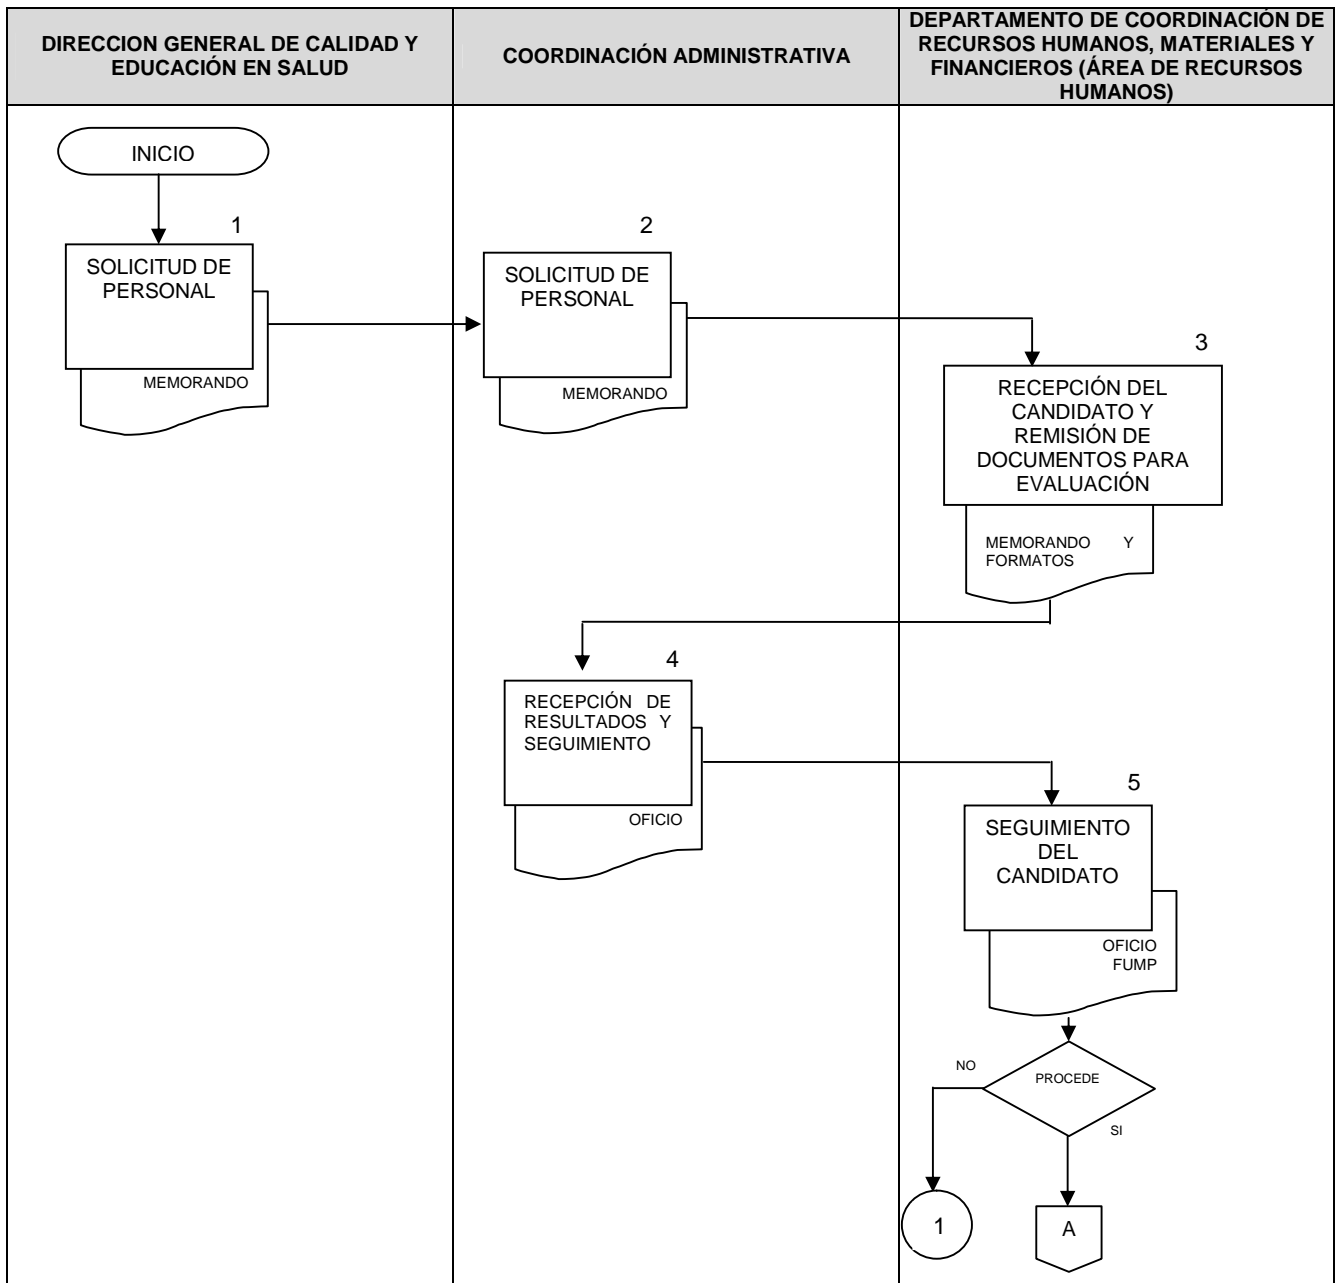 DIRECCION GENERAL DE CALIDAD Y
EDUCACIÓN EN SALUD
COORDINACIÓN ADMINISTRATIVA
DEPARTAMENTO DE COORDINACIÓN DE
RECURSOS HUMANOS, MATERIALES Y
FINANCIEROS (ÁREA DE RECURSOS
HUMANOS)
INICIO
1
SOLICITUD DE
PERSONAL
MEMORANDO
2
SOLICITUD DE
PERSONAL
MEMORANDO
3
RECEPCIÓN DEL
CANDIDATO Y
REMISIÓN DE
DOCUMENTOS PARA
EVALUACIÓN
MEMORANDO Y
FORMATOS
4
RECEPCIÓN DE
RESULTADOS Y
SEGUIMIENTO
OFICIO
5
SEGUIMIENTO
DEL
CANDIDATO
OFICIO
FUMP
PROCEDE
NO
SI
1
A